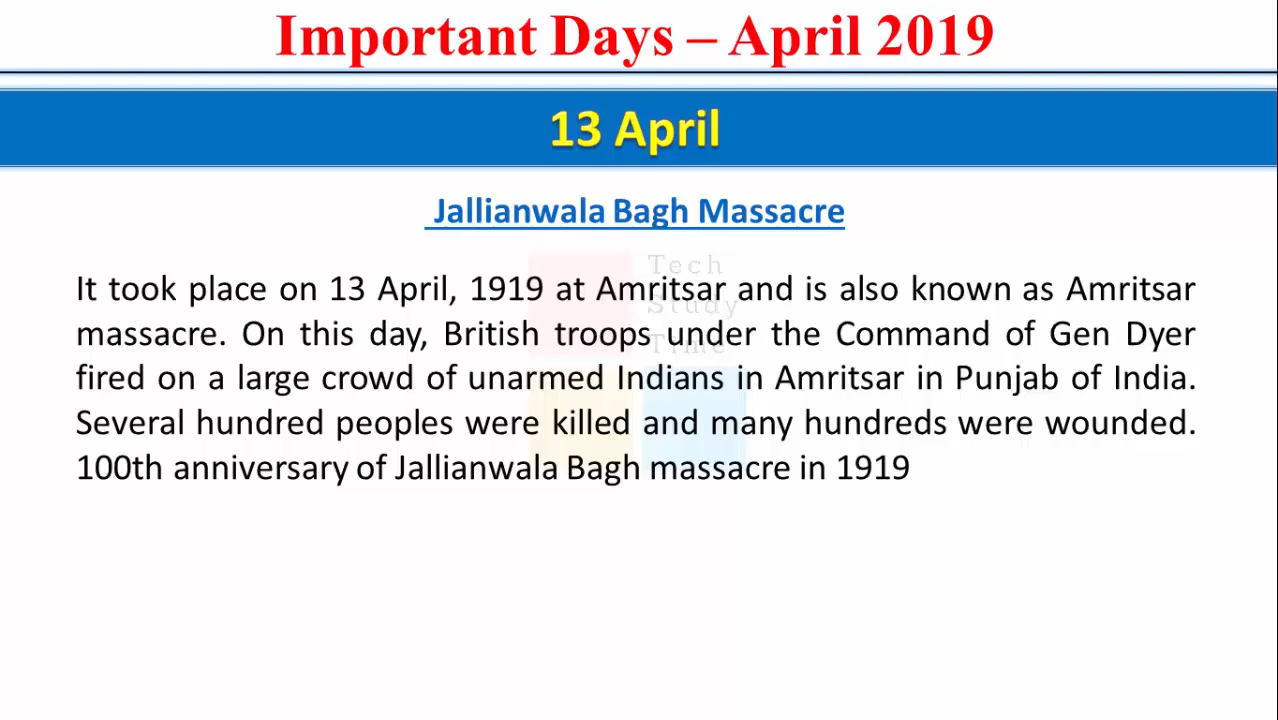 Important Days – April 2019
13 April
Jallianwala Bagh Massacre
Tech
Study
Time
It took place on 13 April, 1919 at Amritsar and is also known as Amritsar
massacre. On this day, British troops under the Command of Gen Dyer
fired on a large crowd of unarmed Indians in Amritsar in Punjab of India.
Several hundred peoples were killed and many hundreds were wounded.
100th anniversary of Jallianwala Bagh massacre in 1919